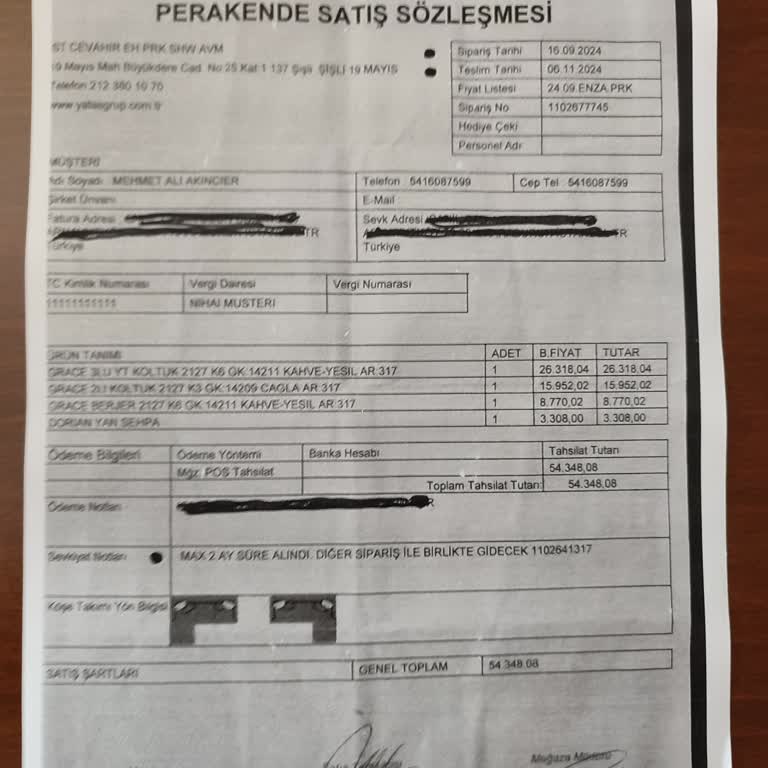 PERAKENDE SATIŞ SÖZLEŞMESİ
ST CEVAHIR EH PRK SHW AVM
19 Mayıs Mah Büyükdere Cad. No:25 Kat 1 137 Şişli ŞİŞLİ 19 MAYIS
Telefon 212 380 10 70
www.yatasgrup.com.tr
Sipariş Tarihi 16.09.2024
Teslim Tarihi 06.11.2024
Fiyat Listesi 24.09.ENZA.PRK
Sipariş No 1102677745
Hediye Çeki
Personel Adı
MÜŞTERİ
Adı Soyadı MEHMET ALI AKINCIER Telefon 5416087599 Cep Tel 5416087599
Şirket Ünvanı E-Mail
Fatura Adresi Sevk Adresi
TR R
Türkiye Türkiye
TC Kimlik Numarası Vergi Dairesi Vergi Numarası
11111111111 NIHAI MUSTERI
ÜRÜN TANIMI ADET B.FİYAT TUTAR
GRACE 3LU YT KOLTUK 2127 K6 GK 14211 KAHVE-YESIL AR 317 1 26.318,04 26.318,04
GRACE 2LI KOLTUK 2127 K3 GK 14209 CAGLA AR 317 1 15.952,02 15.952,02
GRACE BERJER 2127 K6 GK 14211 KAHVE-YESIL AR 317 1 8.770,02 8.770,02
DORIAN YAN SEHPA 1 3.308,00 3.308,00
Ödeme Bilgileri Ödeme Yöntemi Banka Hesabı Tahsilat Tutarı
Mğz. POS Tahsilat 54.348,08
Toplam Tahsilat Tutarı: 54.348,08
Ödeme Notları R
Sevkiyat Notları MAX 2 AY SÜRE ALINDI. DİĞER SİPARİŞ İLE BİRLİKTE GİDECEK 1102641317
Köşe Takımı Yön Bilgisi
SATIŞ ŞARTLARI GENEL TOPLAM 54.348,08
Mağaza Müdürü